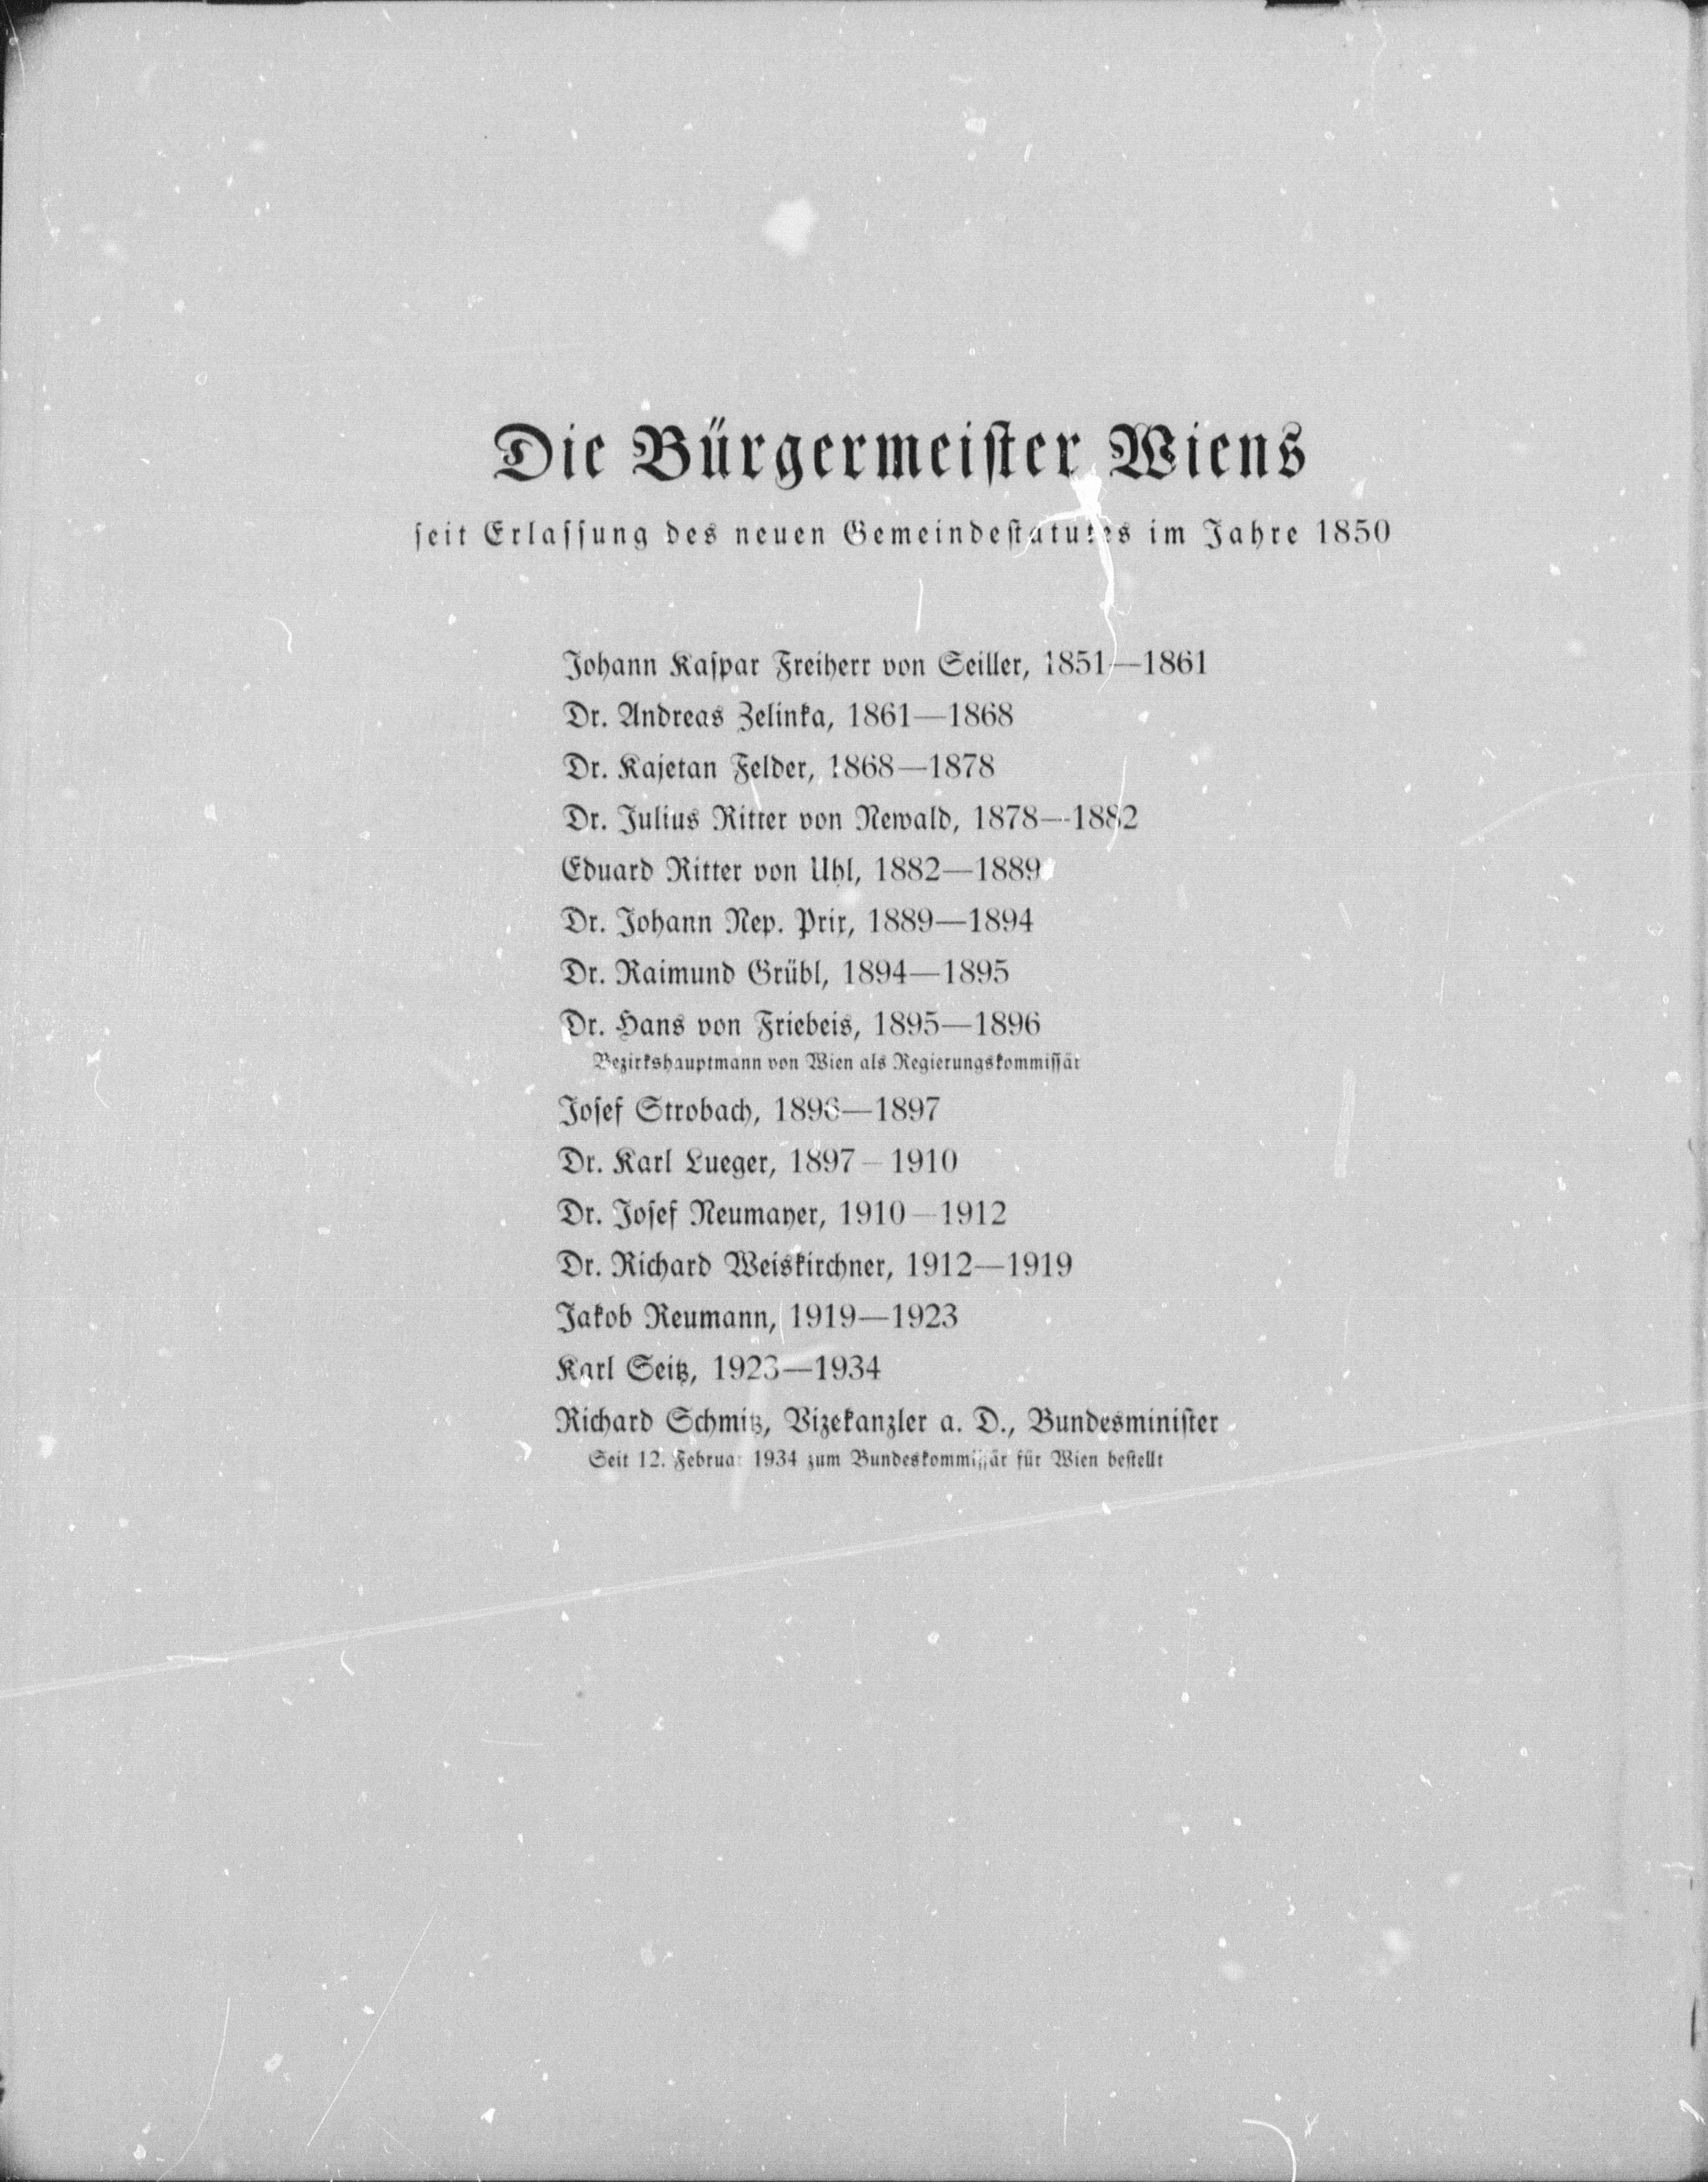 Die Bürgermeister Wiens
seit Erlassung des neuen Gemeindestatutes im Jahre 1850
Johann Kaspar Freiherr von Seiller, 1851—1861
Dr. Andreas Zelinka, 1861—1868
Dr. Kajetan Felder, 1868—1878
Dr. Julius Ritter von Newald, 1878—1882
Eduard Ritter von Uhl, 1882—1889
Dr. Johann Nep. Prix, 1889—1894
Dr. Raimund Grübl, 1894—1895
Dr. Hans von Friebeis, 1895—1896
Bezirkshauptmann von Wien als Regierungskommissär
Josef Strobach, 1896—1897
Dr. Karl Lueger, 1897—1910
Dr. Josef Neumayer, 1910—1912
Dr. Richard Weiskirchner, 1912—1919
Jakob Reumann, 1919—1923
Karl Seitz, 1923—1934
Richard Schmitz, Vizekanzler a. D., Bundesminister
Seit 12. Februar 1934 zum Bundeskommissär für Wien bestellt